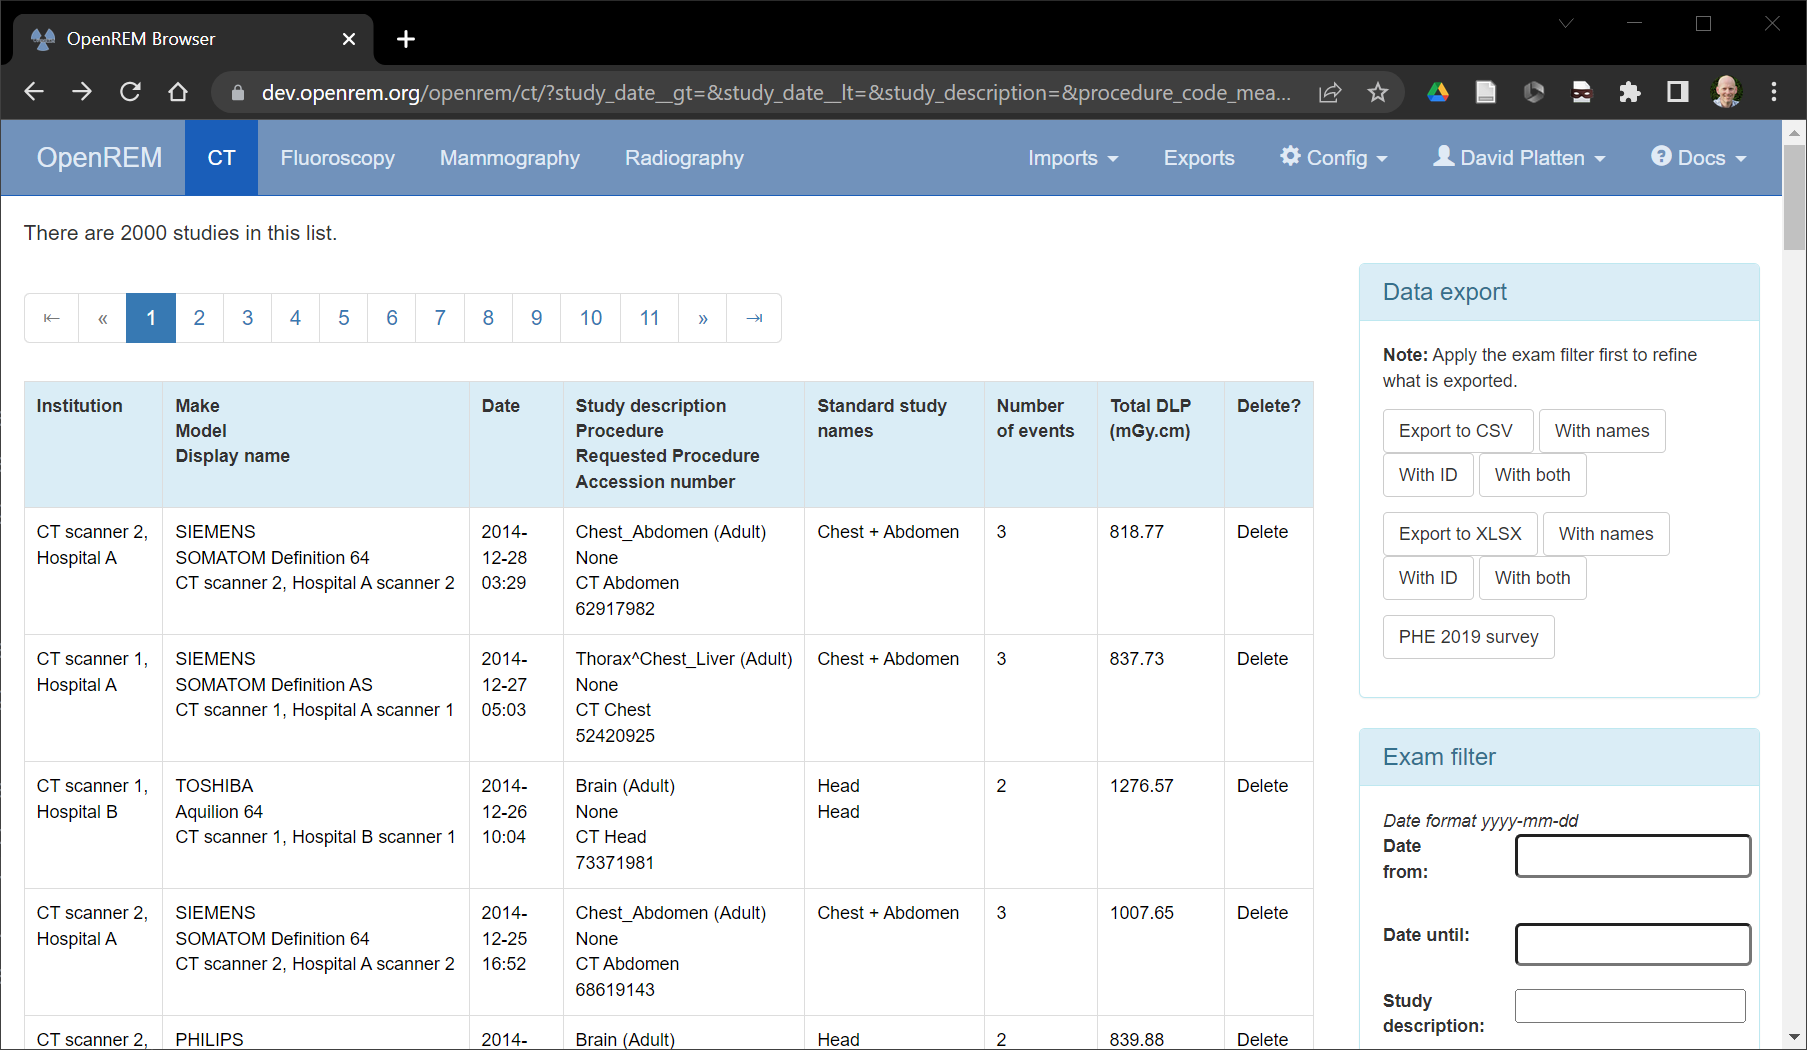 OpenREM Browser
dev.openrem.org/openrem/ct/?study_date__gt=&study_date__lt=&study_description=&procedure_code_mea...
OpenREM CT Fluoroscopy Mammography Radiography Imports Exports Config David Platten Docs
There are 2000 studies in this list.
⇤ « 1 2 3 4 5 6 7 8 9 10 11 » ⇥
Institution
Make
Model
Display name
Date
Study description
Procedure
Requested Procedure
Accession number
Standard study
names
Number
of events
Total DLP
(mGy.cm)
Delete?
CT scanner 2,
Hospital A
SIEMENS
SOMATOM Definition 64
CT scanner 2, Hospital A scanner 2
2014-
12-28
03:29
Chest_Abdomen (Adult)
None
CT Abdomen
62917982
Chest + Abdomen
3
818.77
Delete
CT scanner 1,
Hospital A
SIEMENS
SOMATOM Definition AS
CT scanner 1, Hospital A scanner 1
2014-
12-27
05:03
Thorax^Chest_Liver (Adult)
None
CT Chest
52420925
Chest + Abdomen
3
837.73
Delete
CT scanner 1,
Hospital B
TOSHIBA
Aquilion 64
CT scanner 1, Hospital B scanner 1
2014-
12-26
10:04
Brain (Adult)
None
CT Head
73371981
Head
Head
2
1276.57
Delete
CT scanner 2,
Hospital A
SIEMENS
SOMATOM Definition 64
CT scanner 2, Hospital A scanner 2
2014-
12-25
16:52
Chest_Abdomen (Adult)
None
CT Abdomen
68619143
Chest + Abdomen
3
1007.65
Delete
CT scanner 2,
PHILIPS
2014-
Brain (Adult)
Head
2
839.88
Delete
Data export
Note: Apply the exam filter first to refine
what is exported.
Export to CSV With names
With ID With both
Export to XLSX With names
With ID With both
PHE 2019 survey
Exam filter
Date format yyyy-mm-dd
Date
from:
Date until:
Study
description: